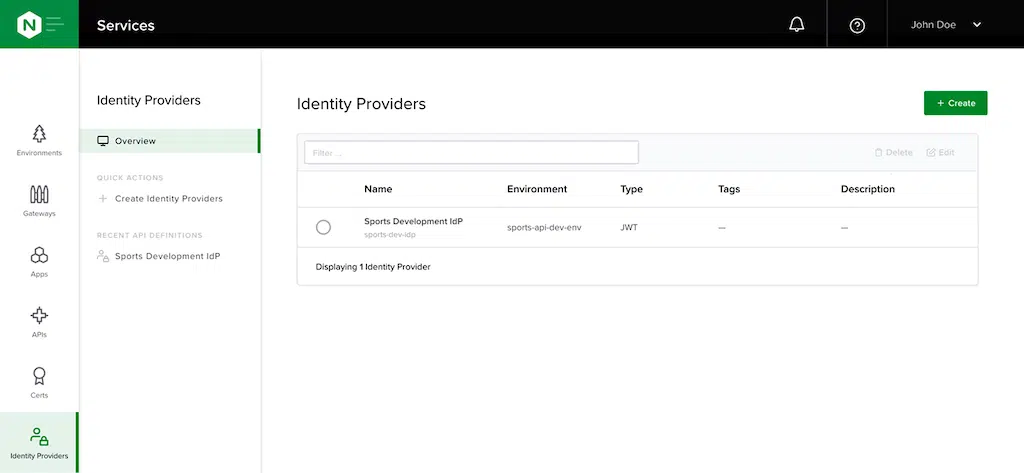 N
Services
John Doe
Environments
Gateways
Apps
APIs
Certs
Identity Providers
Identity Providers
Overview
QUICK ACTIONS
Create Identity Providers
RECENT API DEFINITIONS
Sports Development IdP
Identity Providers
+ Create
Filter ...
Delete Edit
Name Environment Type Tags Description
Sports Development IdP
sports-dev-idp
sports-api-dev-env JWT — —
Displaying 1 Identity Provider